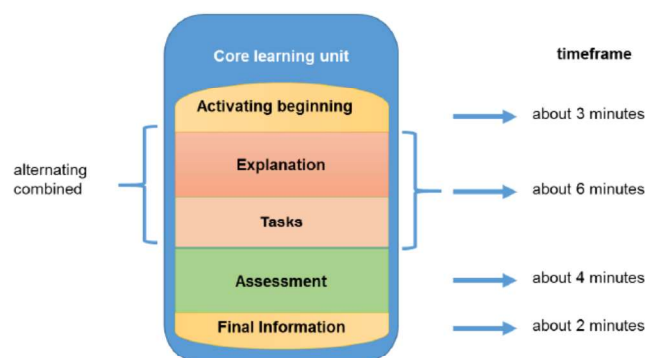 Core learning unit
timeframe
Activating beginning
about 3 minutes
alternating
combined
Explanation
about 6 minutes
Tasks
Assessment
about 4 minutes
Final Information
about 2 minutes